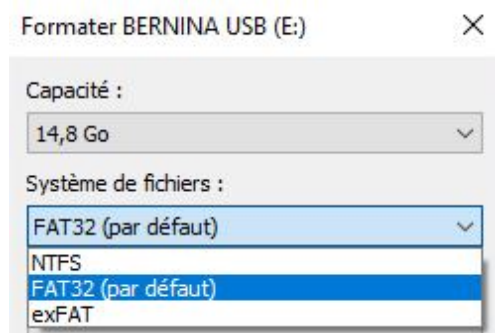 Formater BERNINA USB (E:)
Capacité :
14,8 Go
Système de fichiers :
FAT32 (par défaut)
NTFS
FAT32 (par défaut)
exFAT